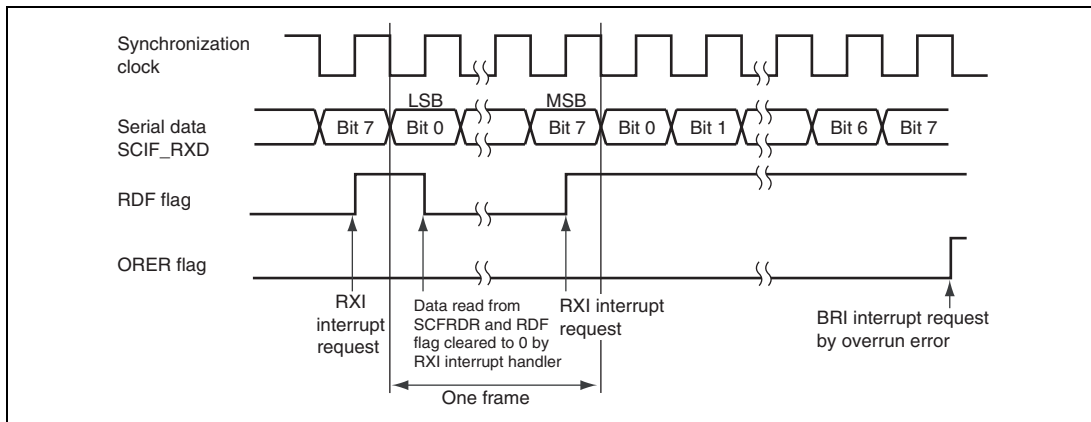 Synchronization
clock
LSB
MSB
Serial data
SCIF_RXD
Bit 7
Bit 0
Bit 7
Bit 0
Bit 1
Bit 6
Bit 7
RDF flag
ORER flag
RXI
interrupt
request
Data read from
SCFRDR and RDF
flag cleared to 0 by
RXI interrupt handler
RXI interrupt
request
BRI interrupt request
by overrun error
One frame